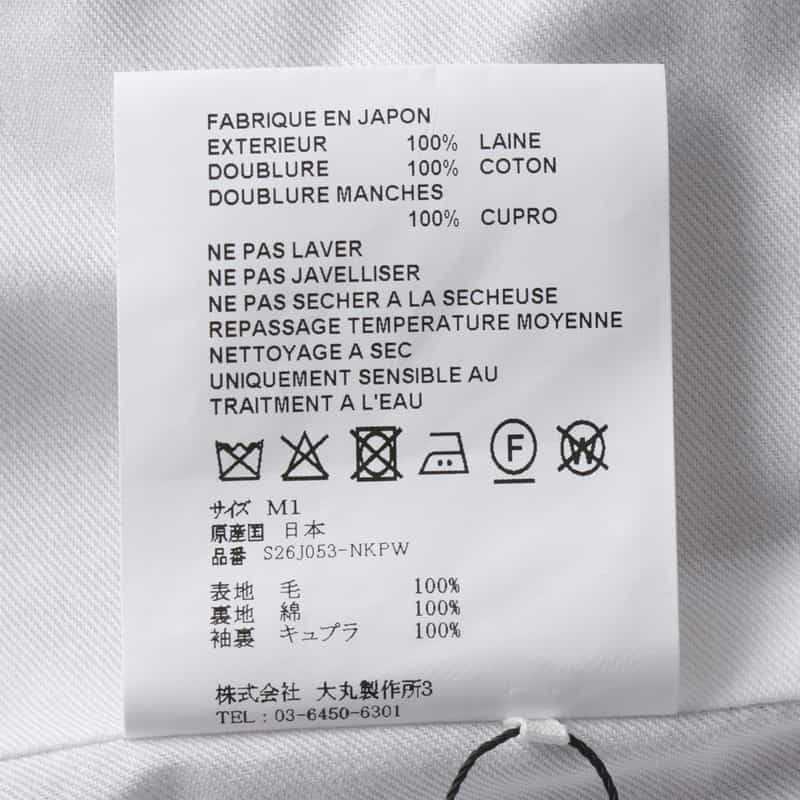 FABRIQUE EN JAPON
EXTERIEUR 100% LAINE
DOUBLURE 100% COTON
DOUBLURE MANCHES
100% CUPRO
NE PAS LAVER
NE PAS JAVELLISER
NE PAS SECHER A LA SECHEUSE
REPASSAGE TEMPERATURE MOYENNE
NETTOYAGE A SEC
UNIQUEMENT SENSIBLE AU
TRAITMENT A L'EAU
F W
サイズ M1
原産国 日本
品番 S26J053-NKPW
表地 毛 100%
裏地 綿 100%
袖裏 キュプラ 100%
株式会社 大丸製作所3
TEL : 03-6450-6301